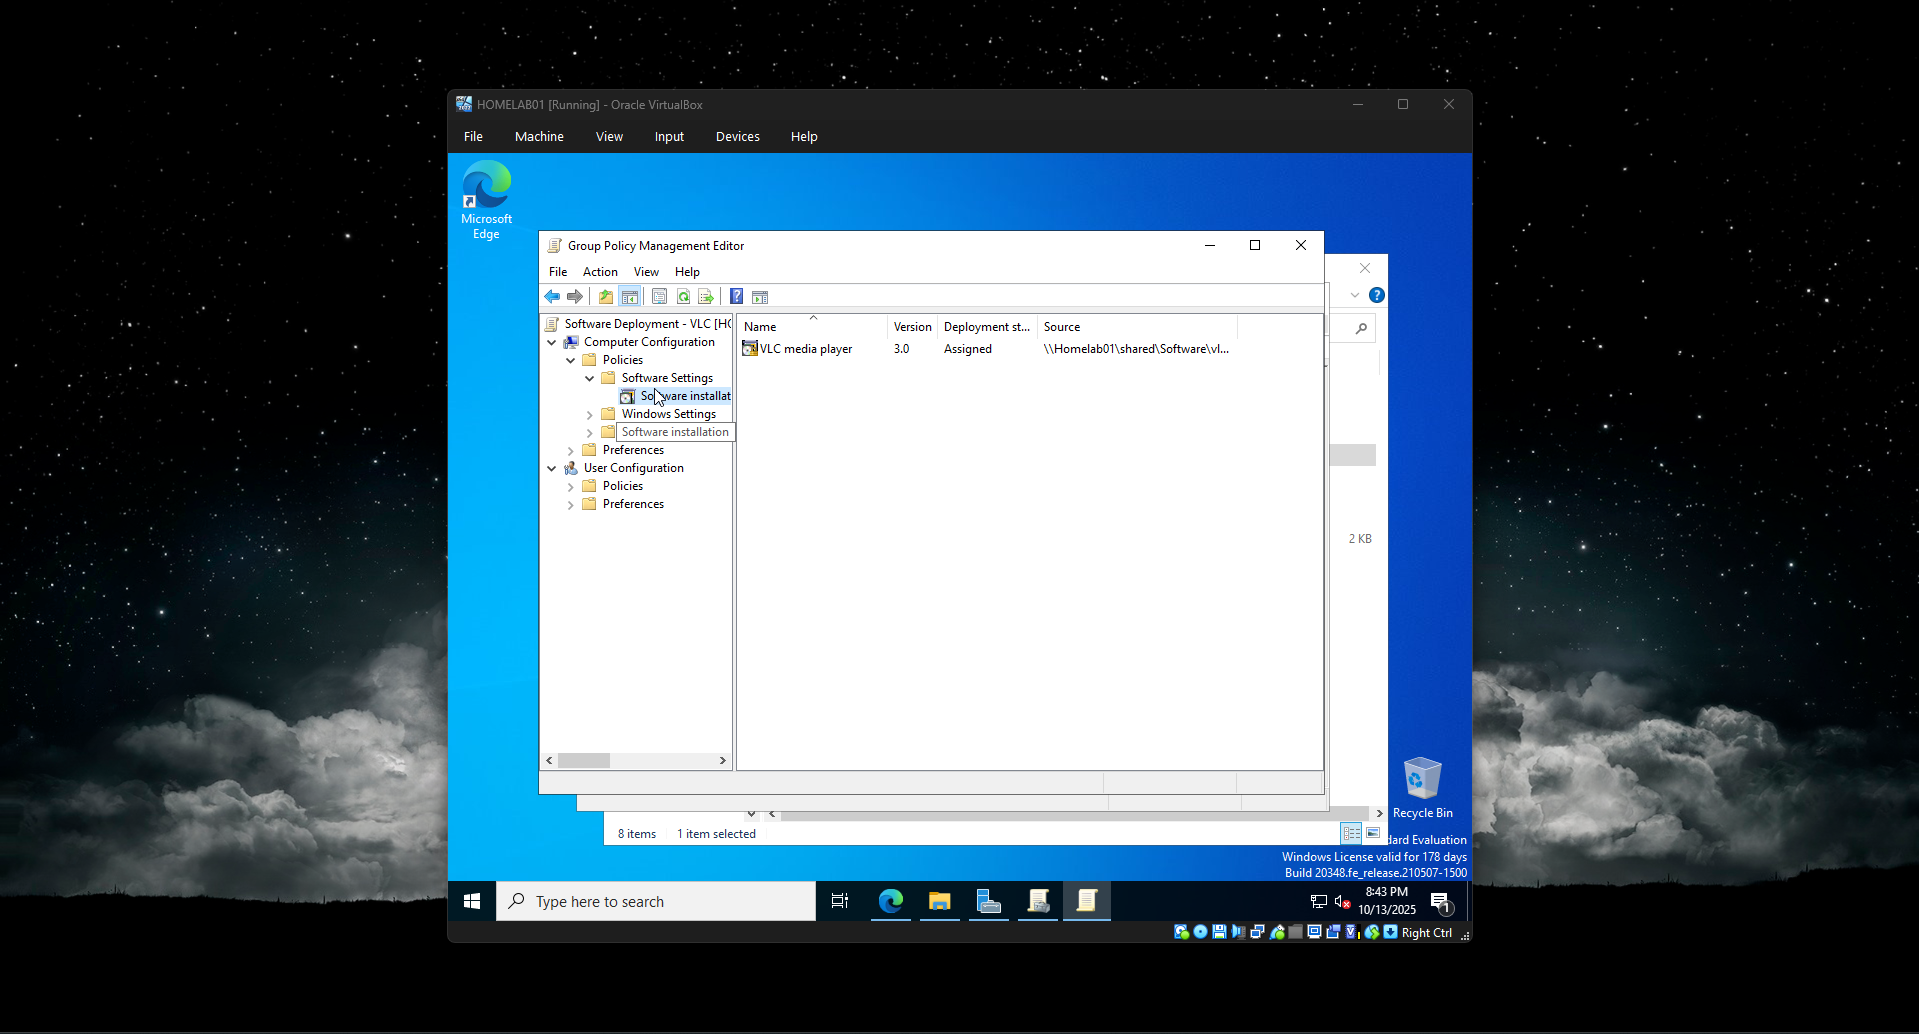 HOMELAB01 [Running] - Oracle VirtualBox
File Machine View Input Devices Help
Microsoft
Edge
Group Policy Management Editor
File Action View Help
Software Deployment - VLC [HO
Computer Configuration
Policies
Software Settings
Software installat
Windows Settings
Software installation
Preferences
User Configuration
Policies
Preferences
Name Version Deployment st... Source
VLC media player 3.0 Assigned \\Homelab01\shared\Software\vl...
2 KB
8 items 1 item selected
Recycle Bin
dard Evaluation
Windows License valid for 178 days
Build 20348.fe_release.210507-1500
Type here to search
8:43 PM
10/13/2025
1
Right Ctrl